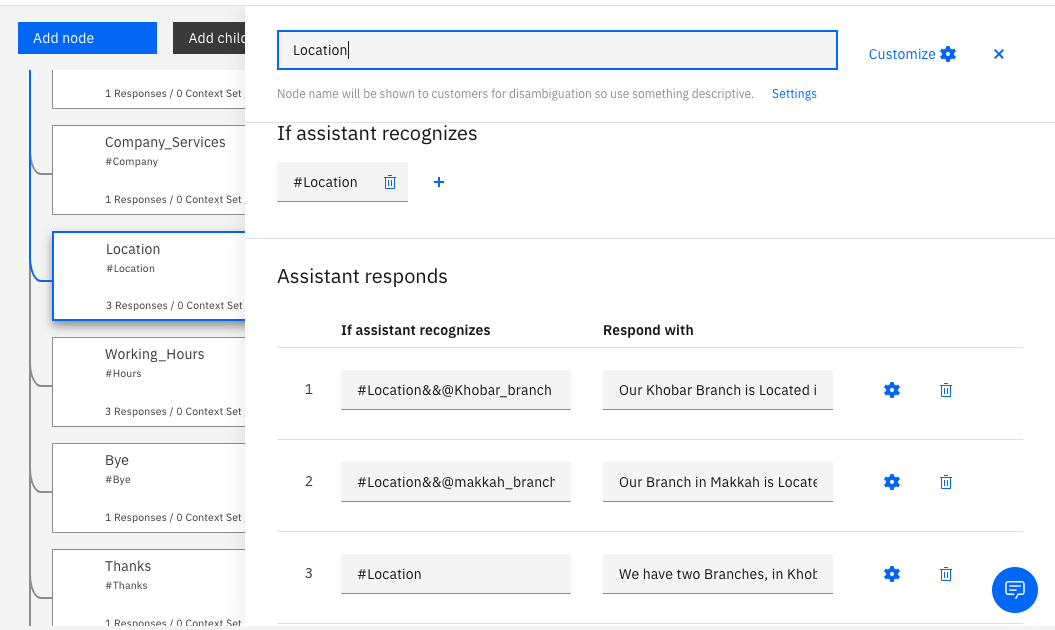 Add node
Add chilc
1 Responses / 0 Context Set
Company_Services
#Company
1 Responses / 0 Context Set
Location
#Location
3 Responses / 0 Context Set
Working_Hours
#Hours
3 Responses / 0 Context Set
Bye
#Bye
1 Responses / 0 Context Set
Thanks
#Thanks
1 Responses / 0 Context Set
Location
Customize
Node name will be shown to customers for disambiguation so use something descriptive. Settings
If assistant recognizes
#Location
Assistant responds
If assistant recognizes Respond with
1 #Location&&@Khobar_branch Our Khobar Branch is Located i
2 #Location&&@makkah_branch Our Branch in Makkah is Locate
3 #Location We have two Branches, in Khob